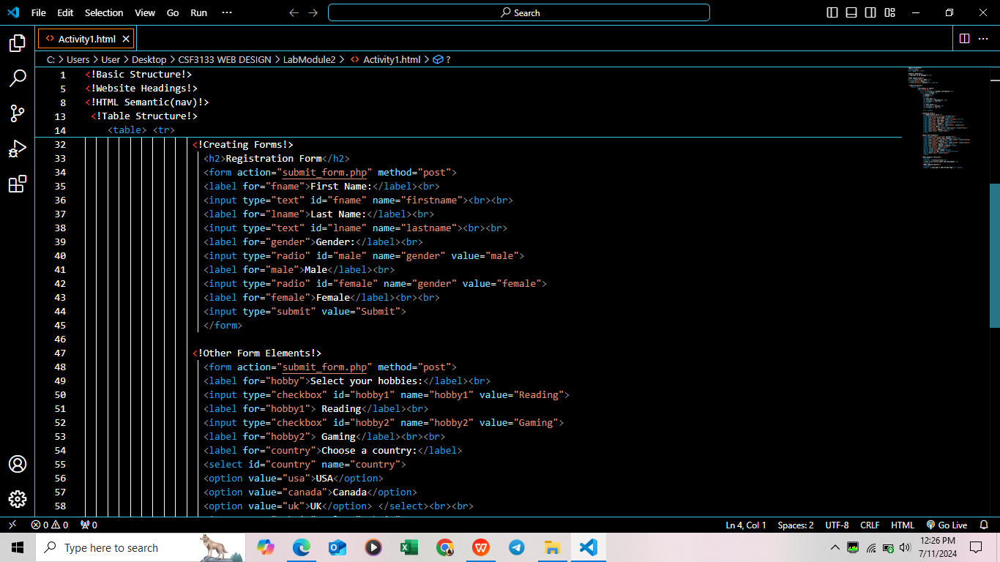 File Edit Selection View Go Run ··· Search
Activity1.html
C: > Users > User > Desktop > CSF3133 WEB DESIGN > LabModule2 > Activity1.html > ?
1 <!Basic Structure!>
5 <!Website Headings!>
8 <!HTML Semantic(nav)!>
13 <!Table Structure!>
14 <table> <tr>
32 <!Creating Forms!>
33 <h2>Registration Form</h2>
34 <form action="submit_form.php" method="post">
35 <label for="fname">First Name:</label><br>
36 <input type="text" id="fname" name="firstname"><br><br>
37 <label for="lname">Last Name:</label><br>
38 <input type="text" id="lname" name="lastname"><br><br>
39 <label for="gender">Gender:</label><br>
40 <input type="radio" id="male" name="gender" value="male">
41 <label for="male">Male</label><br>
42 <input type="radio" id="female" name="gender" value="female">
43 <label for="female">Female</label><br><br>
44 <input type="submit" value="Submit">
45 </form>
46
47 <!Other Form Elements!>
48 <form action="submit_form.php" method="post">
49 <label for="hobby">Select your hobbies:</label><br>
50 <input type="checkbox" id="hobby1" name="hobby1" value="Reading">
51 <label for="hobby1"> Reading</label><br>
52 <input type="checkbox" id="hobby2" name="hobby2" value="Gaming">
53 <label for="hobby2"> Gaming</label><br><br>
54 <label for="country">Choose a country:</label>
55 <select id="country" name="country">
56 <option value="usa">USA</option>
57 <option value="canada">Canada</option>
58 <option value="uk">UK</option> </select><br><br>
0 0 0 Ln 4, Col 1 Spaces: 2 UTF-8 CRLF HTML Go Live
Type here to search
12:26 PM
7/11/2024